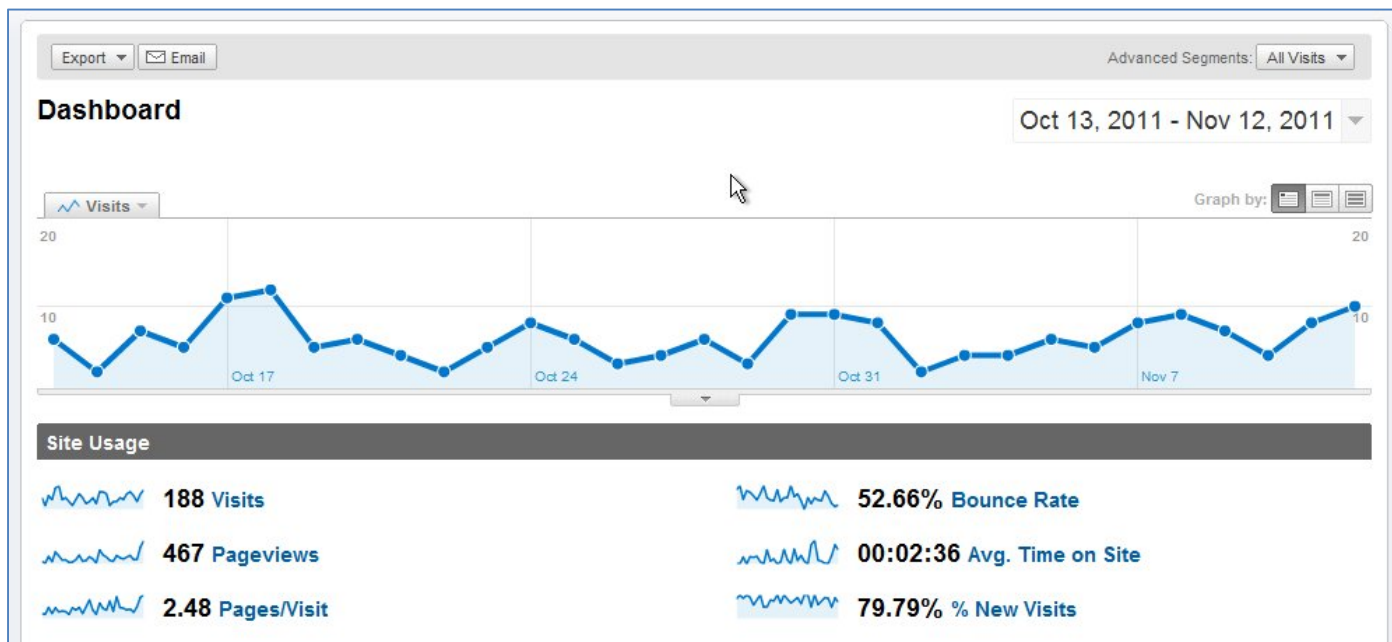 Export Email Advanced Segments: All Visits
Dashboard
Oct 13, 2011 - Nov 12, 2011
Visits Graph by:
20 20
10 10
Oct 17 Oct 24 Oct 31 Nov 7
Site Usage
188 Visits 52.66% Bounce Rate
467 Pageviews 00:02:36 Avg. Time on Site
2.48 Pages/Visit 79.79% % New Visits